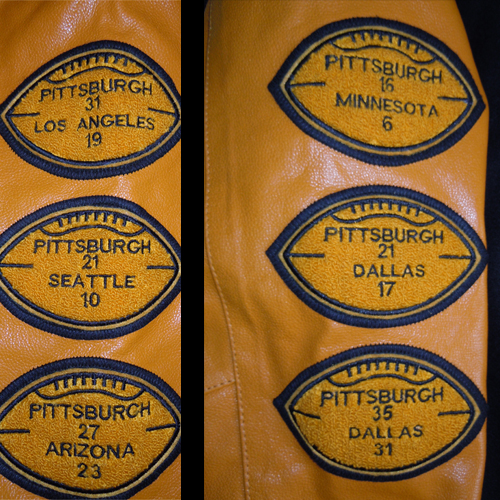 PITTSBURGH
31
LOS ANGELES
19
PITTSBURGH
21
SEATTLE
10
PITTSBURGH
27
ARIZONA
23
PITTSBURGH
16
MINNESOTA
6
PITTSBURGH
21
DALLAS
17
PITTSBURGH
35
DALLAS
31